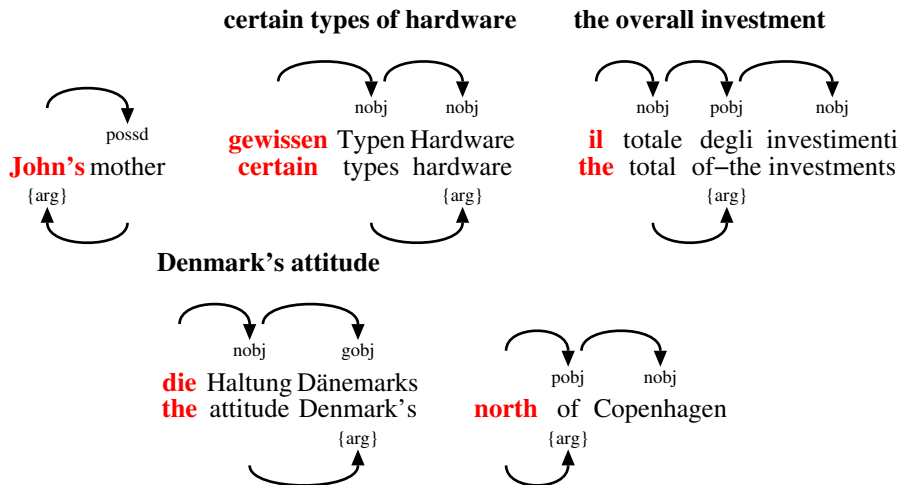 certain types of hardware
the overall investment
possd
John's mother
{arg}
nobj nobj
gewissen Typen Hardware
certain types hardware
{arg}
nobj pobj nobj
il totale degli investimenti
the total of–the investments
{arg}
Denmark's attitude
nobj gobj
die Haltung Dänemarks
the attitude Denmark's
{arg}
pobj nobj
north of Copenhagen
{arg}